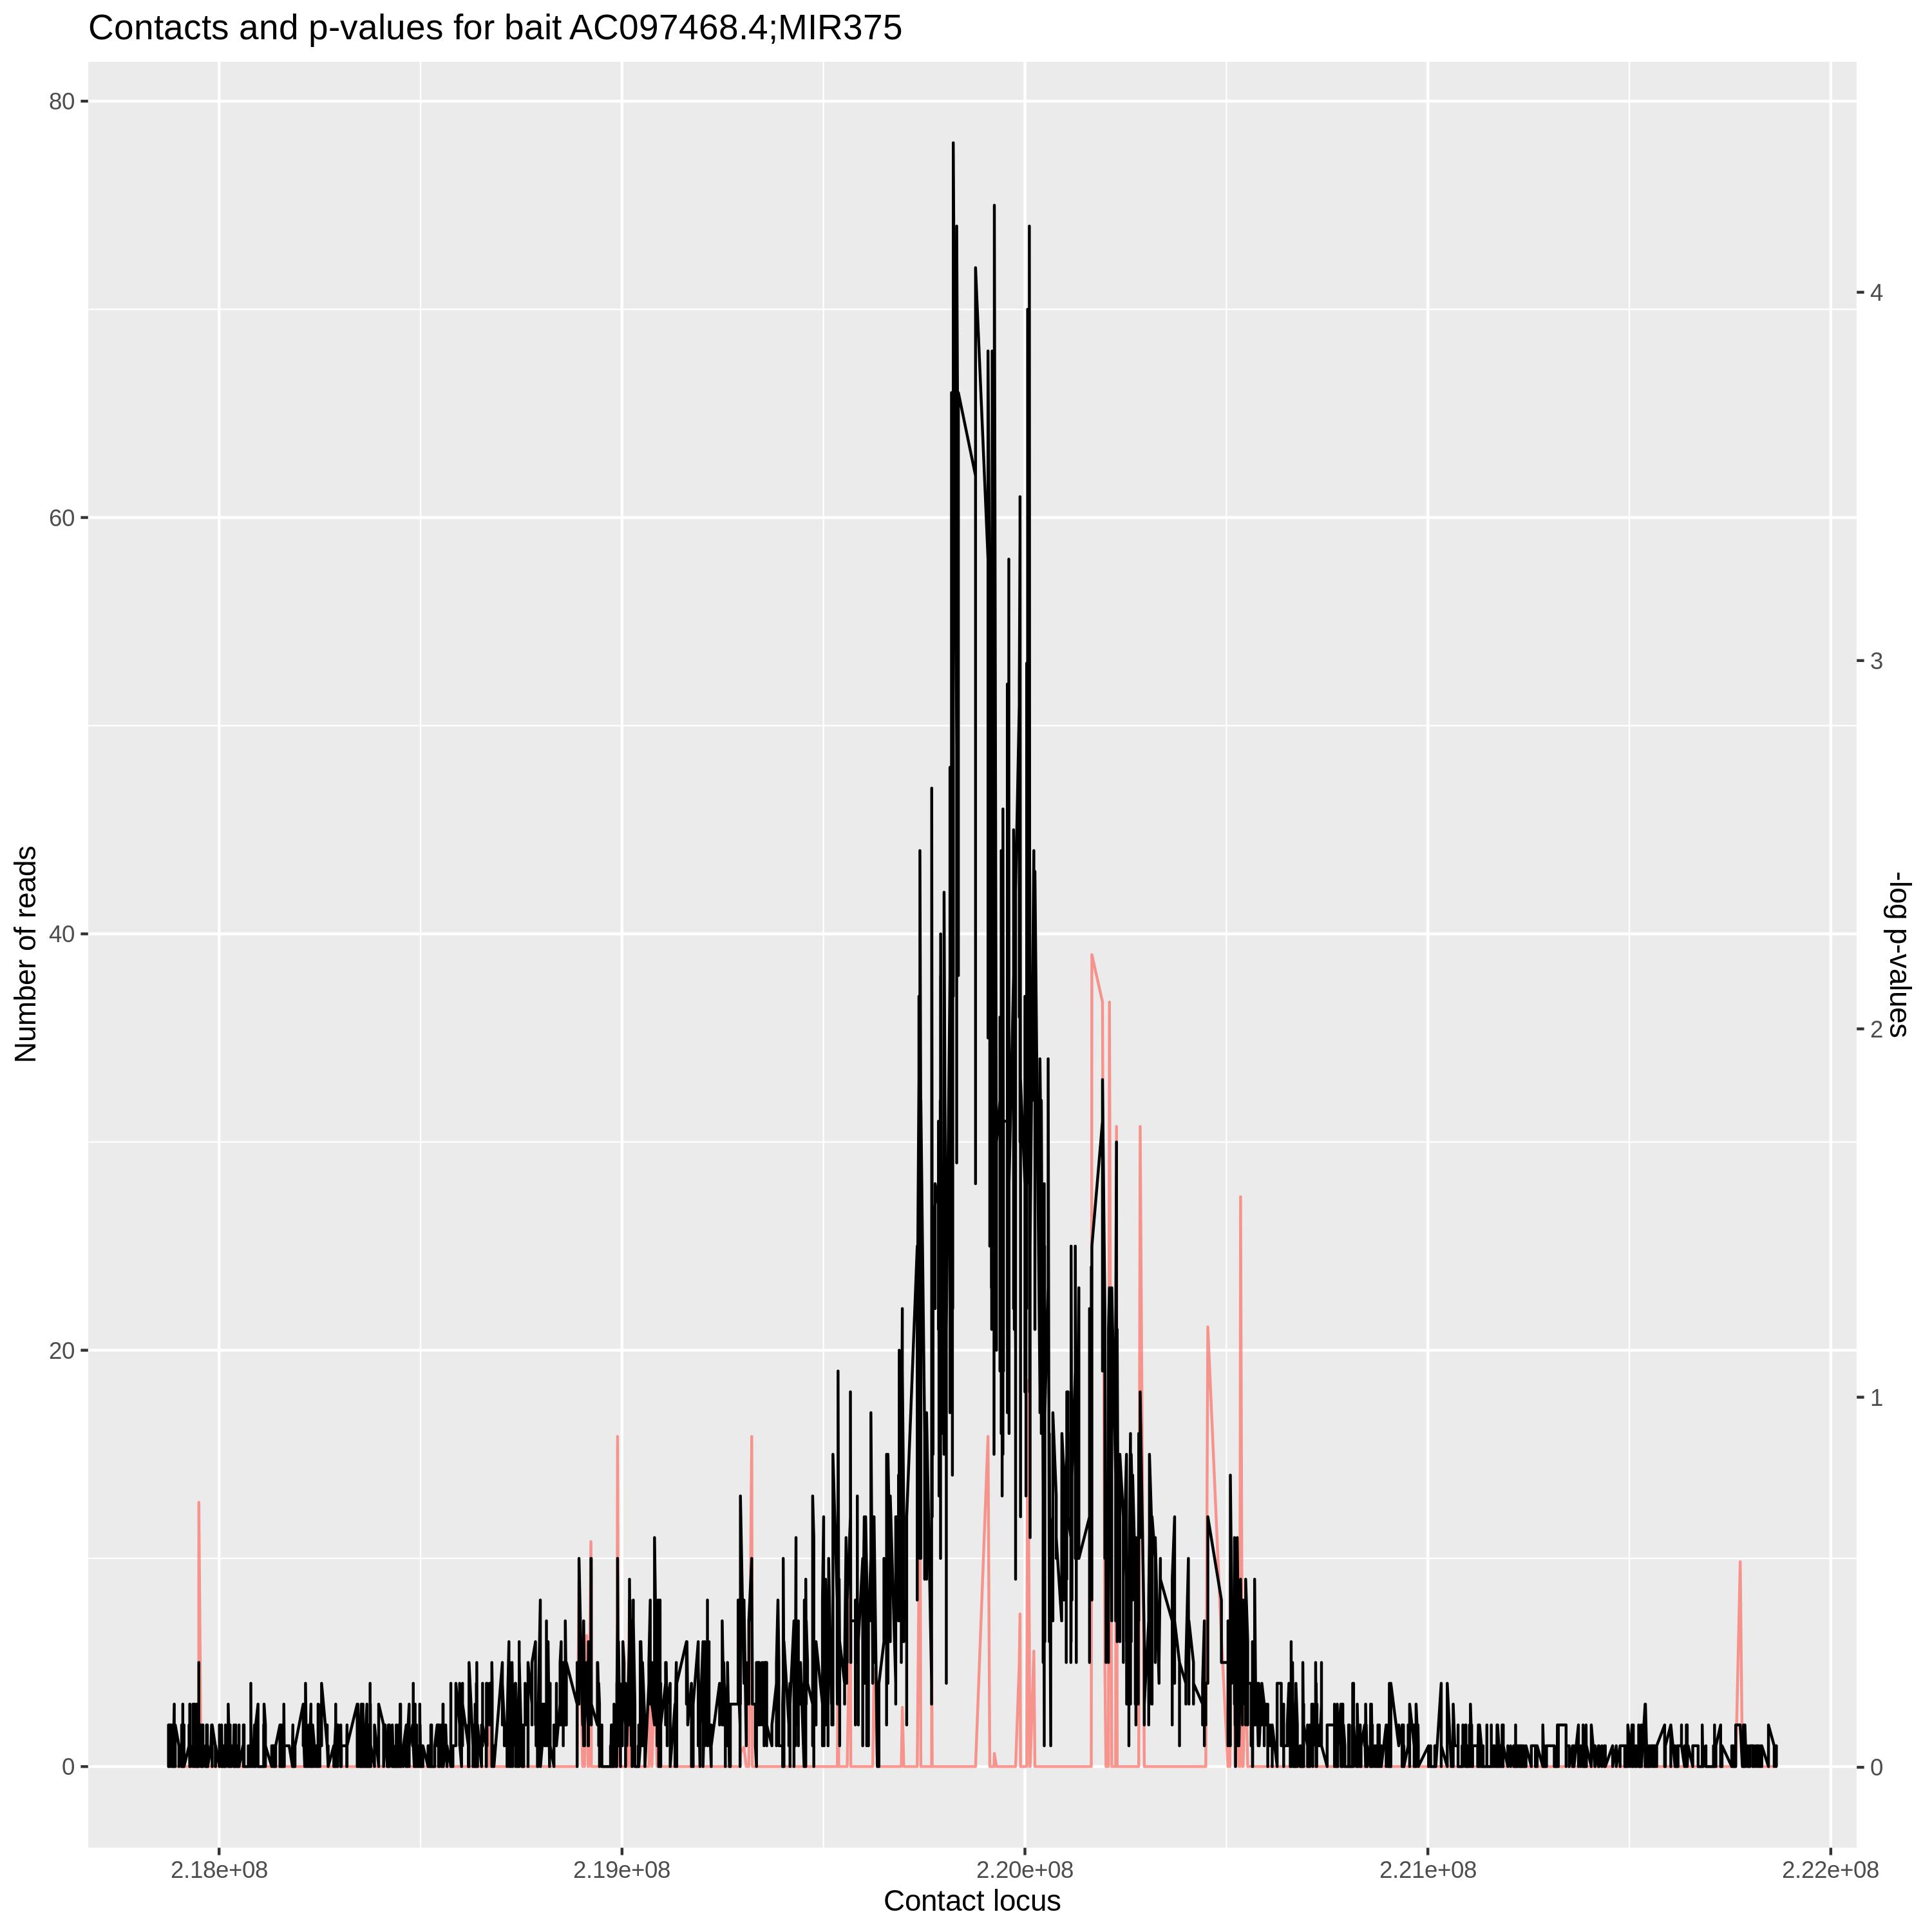 Contacts and p-values for bait AC097468.4;MIR375
80
60
40
20
0
Number of reads
4
3
2
1
0
-log p-values
2.18e+08
2.19e+08
2.20e+08
2.21e+08
2.22e+08
Contact locus